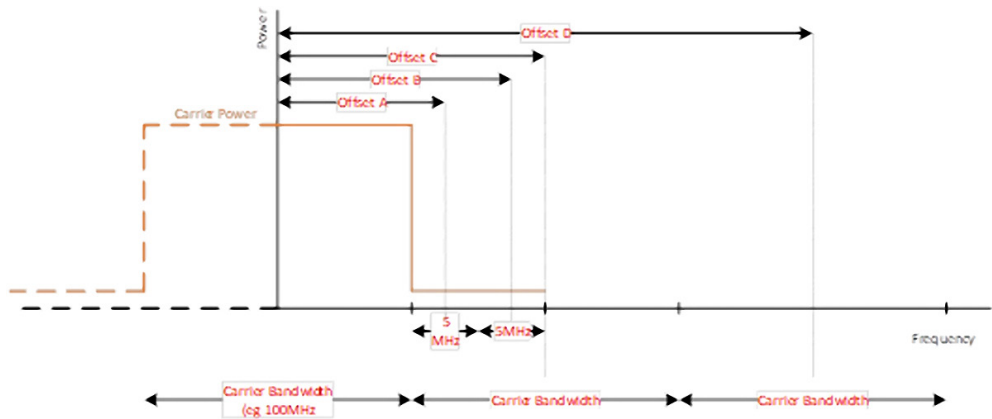 Power
Offset D
Offset C
Offset B
Offset A
Carrier Power
5
MHz
5MHz
Frequency
Carrier Bandwidth
(eg 100MHz
Carrier Bandwidth
Carrier Bandwidth